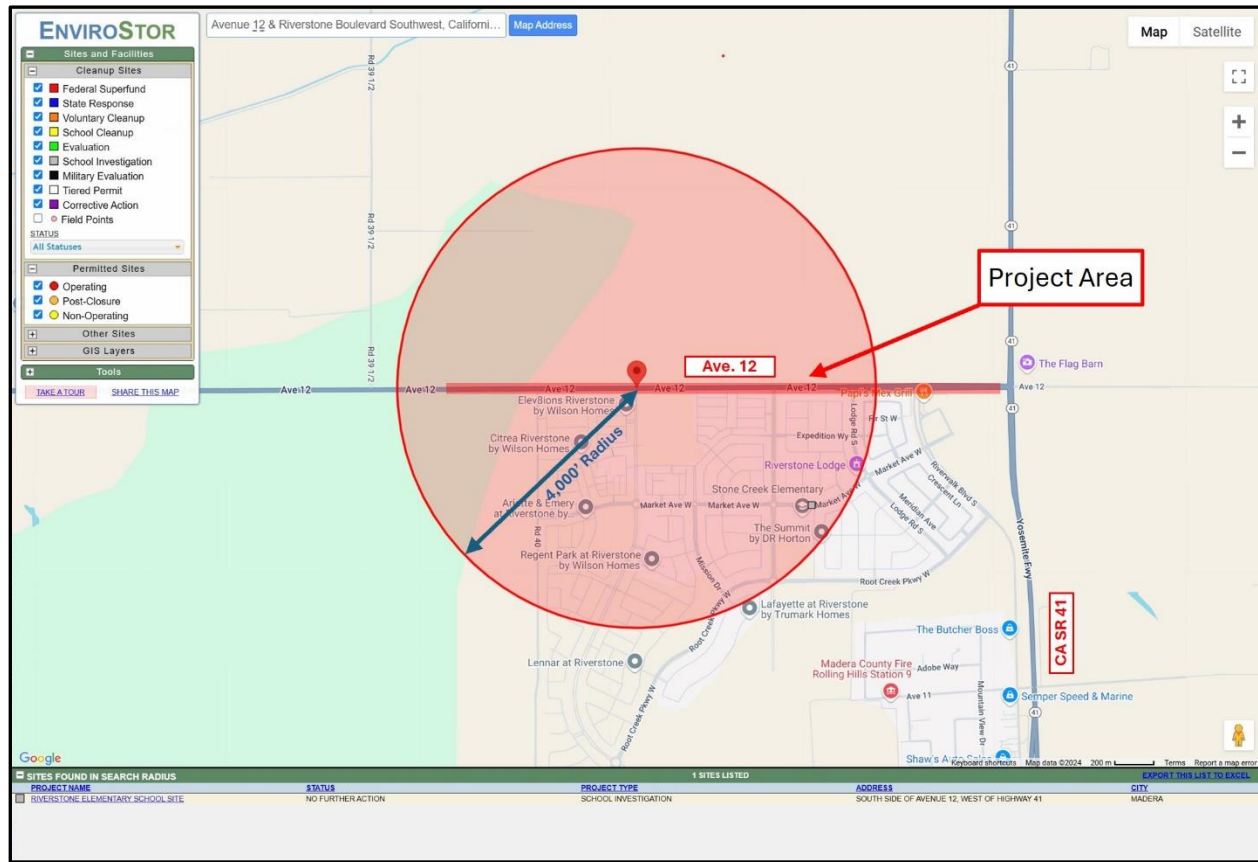 ENVIROSTOR
Sites and Facilities
Cleanup Sites
Federal Superfund
State Response
Voluntary Cleanup
School Cleanup
Evaluation
School Investigation
Military Evaluation
Tiered Permit
Corrective Action
Field Points
STATUS
All Statuses
Permitted Sites
Operating
Post-Closure
Non-Operating
Other Sites
GIS Layers
Tools
TAKE A TOUR
SHARE THIS MAP
Avenue 12 & Riverstone Boulevard Southwest, Californi...
Map Address
Map
Satellite
Rd 39 1/2
Rd 39 1/2
Rd 39 1/2
41
41
41
Project Area
Ave. 12
The Flag Barn
Ave 12
Ave 12
Ave 12
Ave 12
Ave 12
Ave 12
Papi's Mex Grill
41
Elev8ions Riverstone
by Wilson Homes
Lodge Rd S
Fir St W
Expedition Wy
Citrea Riverstone
by Wilson Homes
4,000' Radius
Riverstone Lodge
Market Ave W
Riverwalk Blvd S
Crescent Ln
Stone Creek Elementary
Meridian Ave
Lodge Rd S
at Riverstone by...
Market Ave W
Market Ave W
Market Ave W
The Summit
by DR Horton
Rd 40
Regent Park at Riverstone
by Wilson Homes
Mission Dr
Root Creek Pkwy W
Yosemite Fwy
Lafayette at Riverstone
by Trumark Homes
Root Creek Pkwy W
The Butcher Boss
CA SR 41
Lennar at Riverstone
Madera County Fire
Rolling Hills Station 9
Adobe Way
Ave 11
Mountain View Dr
Semper Speed & Marine
41
Root Creek Pkwy W
Shaw's Auto Sales
Google
Keyboard shortcuts
Map data ©2024
200 m
Terms
Report a map error
SITES FOUND IN SEARCH RADIUS
1 SITES LISTED
EXPORT THIS LIST TO EXCEL
PROJECT NAME STATUS PROJECT TYPE ADDRESS CITY
RIVERSTONE ELEMENTARY SCHOOL SITE NO FURTHER ACTION SCHOOL INVESTIGATION SOUTH SIDE OF AVENUE 12, WEST OF HIGHWAY 41 MADERA